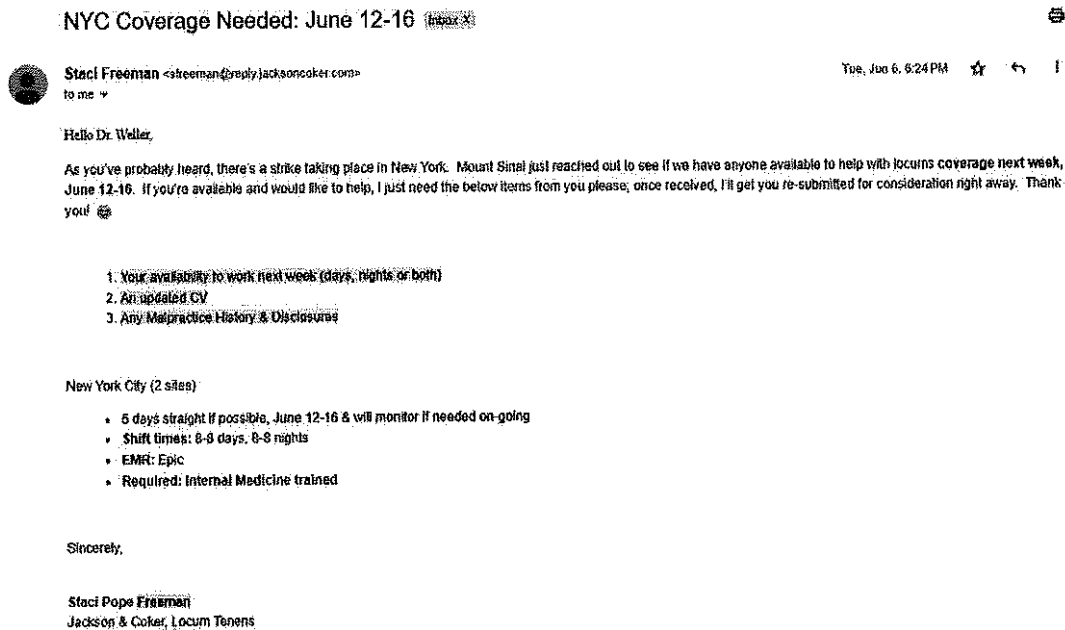 NYC Coverage Needed: June 12-16 Inbox x
Staci Freeman <sfreeman@reply.jacksoncoker.com>
Tue, Jun 6, 6:24 PM
to me
Hello Dr. Weller,
As you've probably heard, there's a strike taking place in New York. Mount Sinai just reached out to see if we have anyone available to help with locums coverage next week,
June 12-16. If you're available and would like to help, I just need the below items from you please; once received, I'll get you re-submitted for consideration right away. Thank
you!
1. Your availability to work next week (days, nights or both)
2. An updated CV
3. Any Malpractice History & Disclosures
New York City (2 sites)
• 5 days straight if possible, June 12-16 & will monitor if needed on-going
• Shift times: 8-8 days, 8-8 nights
• EMR: Epic
• Required: Internal Medicine trained
Sincerely,
Staci Pope Freeman
Jackson & Coker, Locum Tenens